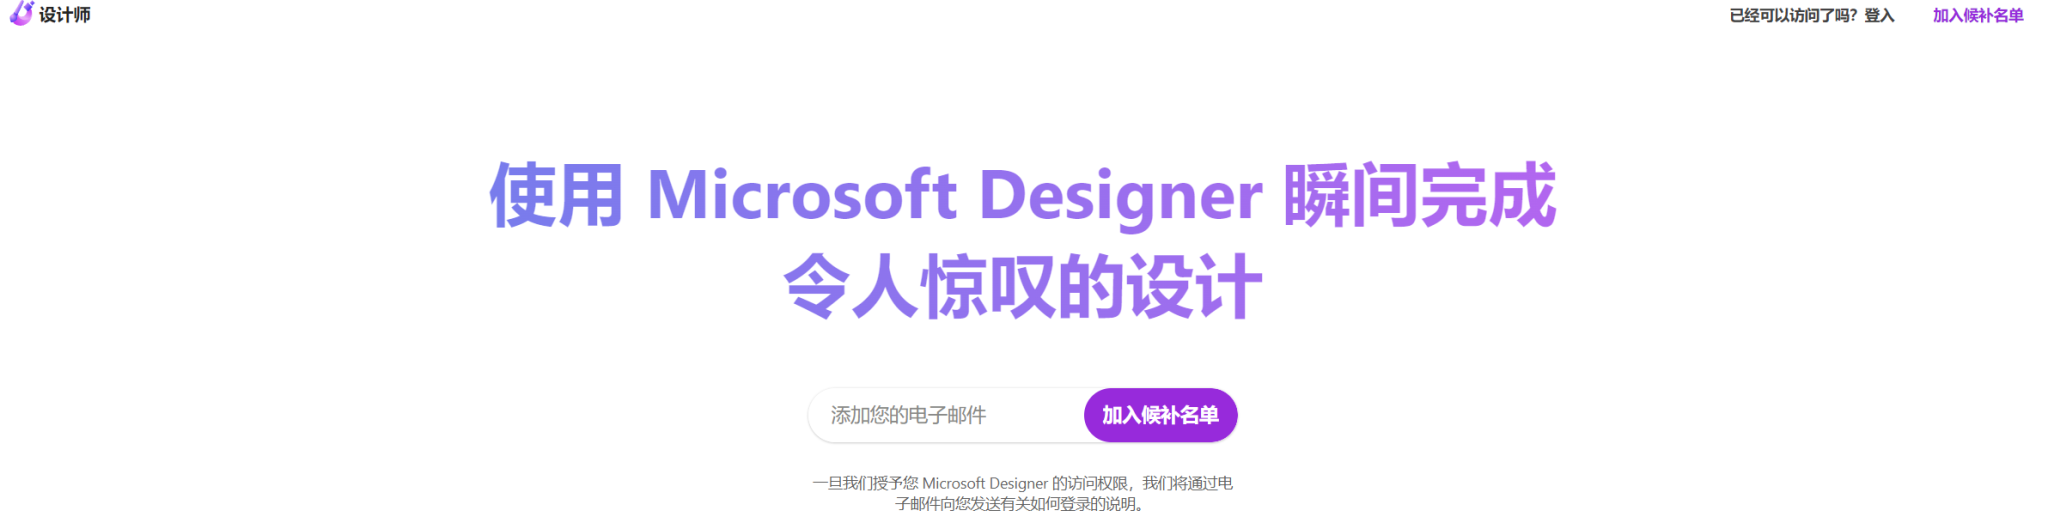 设计师
已经可以访问了吗？登入
加入候补名单
使用 Microsoft Designer 瞬间完成
令人惊叹的设计
添加您的电子邮件
加入候补名单
一旦我们授予您 Microsoft Designer 的访问权限，我们将通过电
子邮件向您发送有关如何登录的说明。